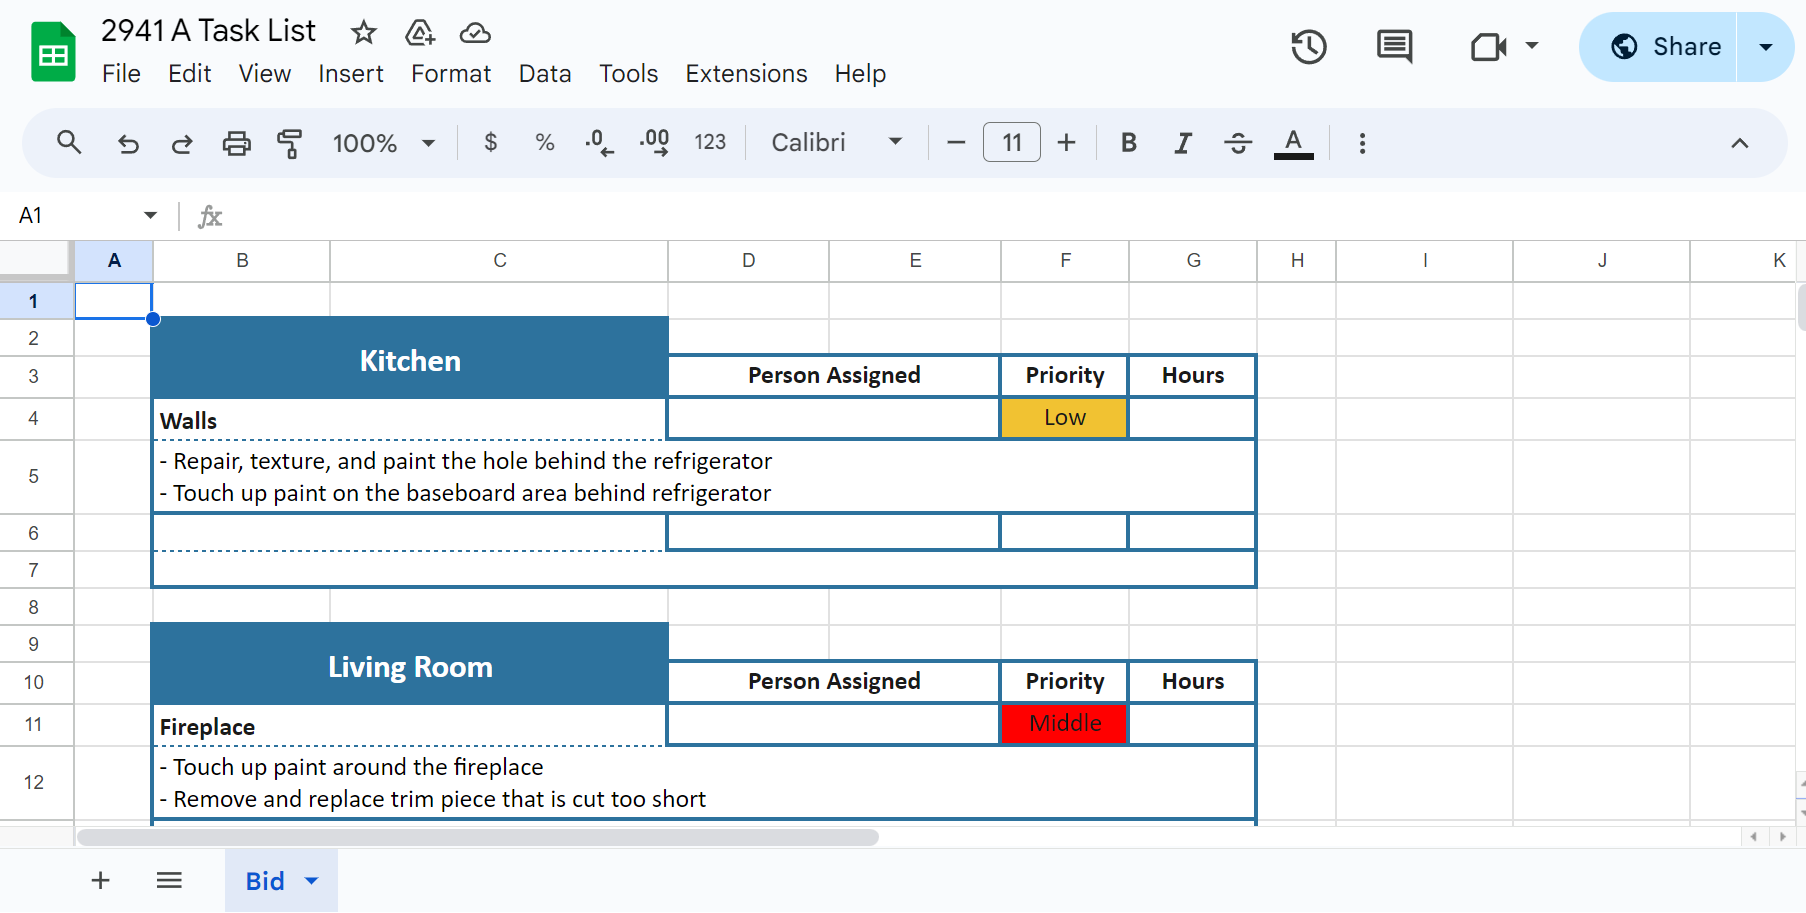 2941 A Task List
File Edit View Insert Format Data Tools Extensions Help
Share
100% $ % .0 .00 123 Calibri 11 B I S A
A1 fx
A B C D E F G H I J K
1
2
Kitchen
3 Person Assigned Priority Hours
4 Walls Low
5 - Repair, texture, and paint the hole behind the refrigerator
- Touch up paint on the baseboard area behind refrigerator
6
7
8
9
Living Room
10 Person Assigned Priority Hours
11 Fireplace Middle
12 - Touch up paint around the fireplace
- Remove and replace trim piece that is cut too short
Bid